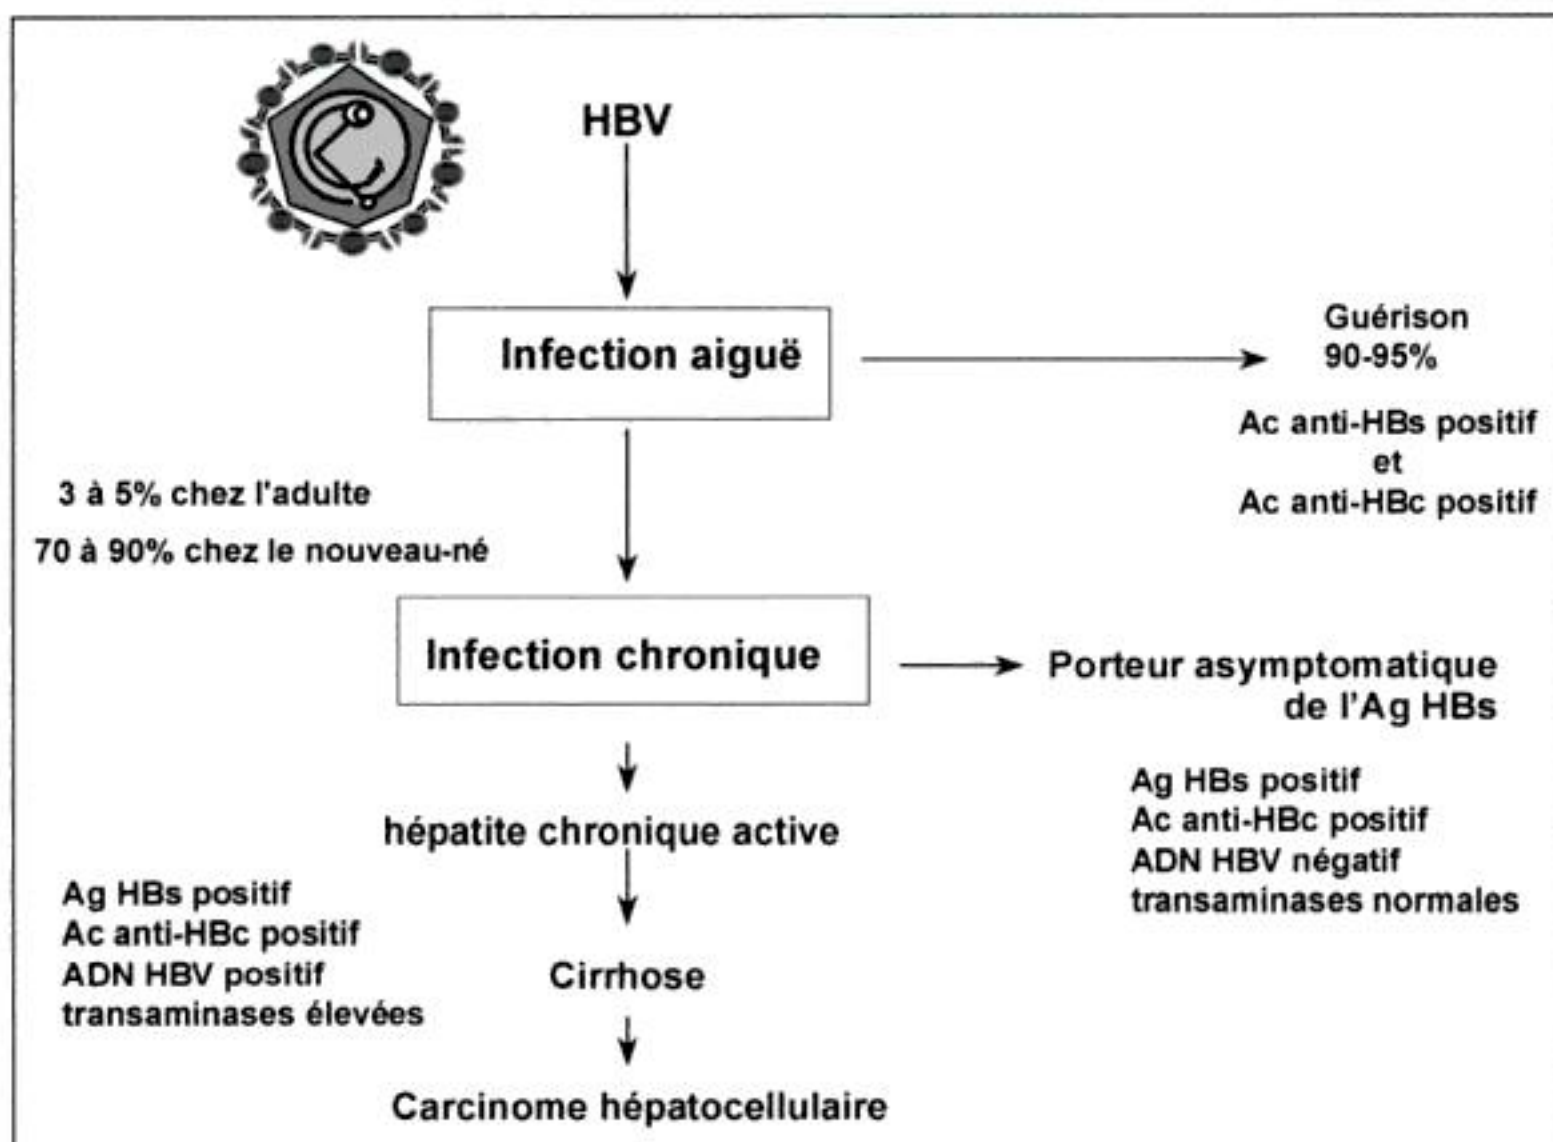 HBV
Infection aiguë
Guérison
90-95%
Ac anti-HBs positif
et
Ac anti-HBc positif
3 à 5% chez l'adulte
70 à 90% chez le nouveau-né
Infection chronique
Porteur asymptomatique
de l'Ag HBs
Ag HBs positif
Ac anti-HBc positif
ADN HBV négatif
transaminases normales
hépatite chronique active
Ag HBs positif
Ac anti-HBc positif
ADN HBV positif
transaminases élevées
Cirrhose
Carcinome hépatocellulaire